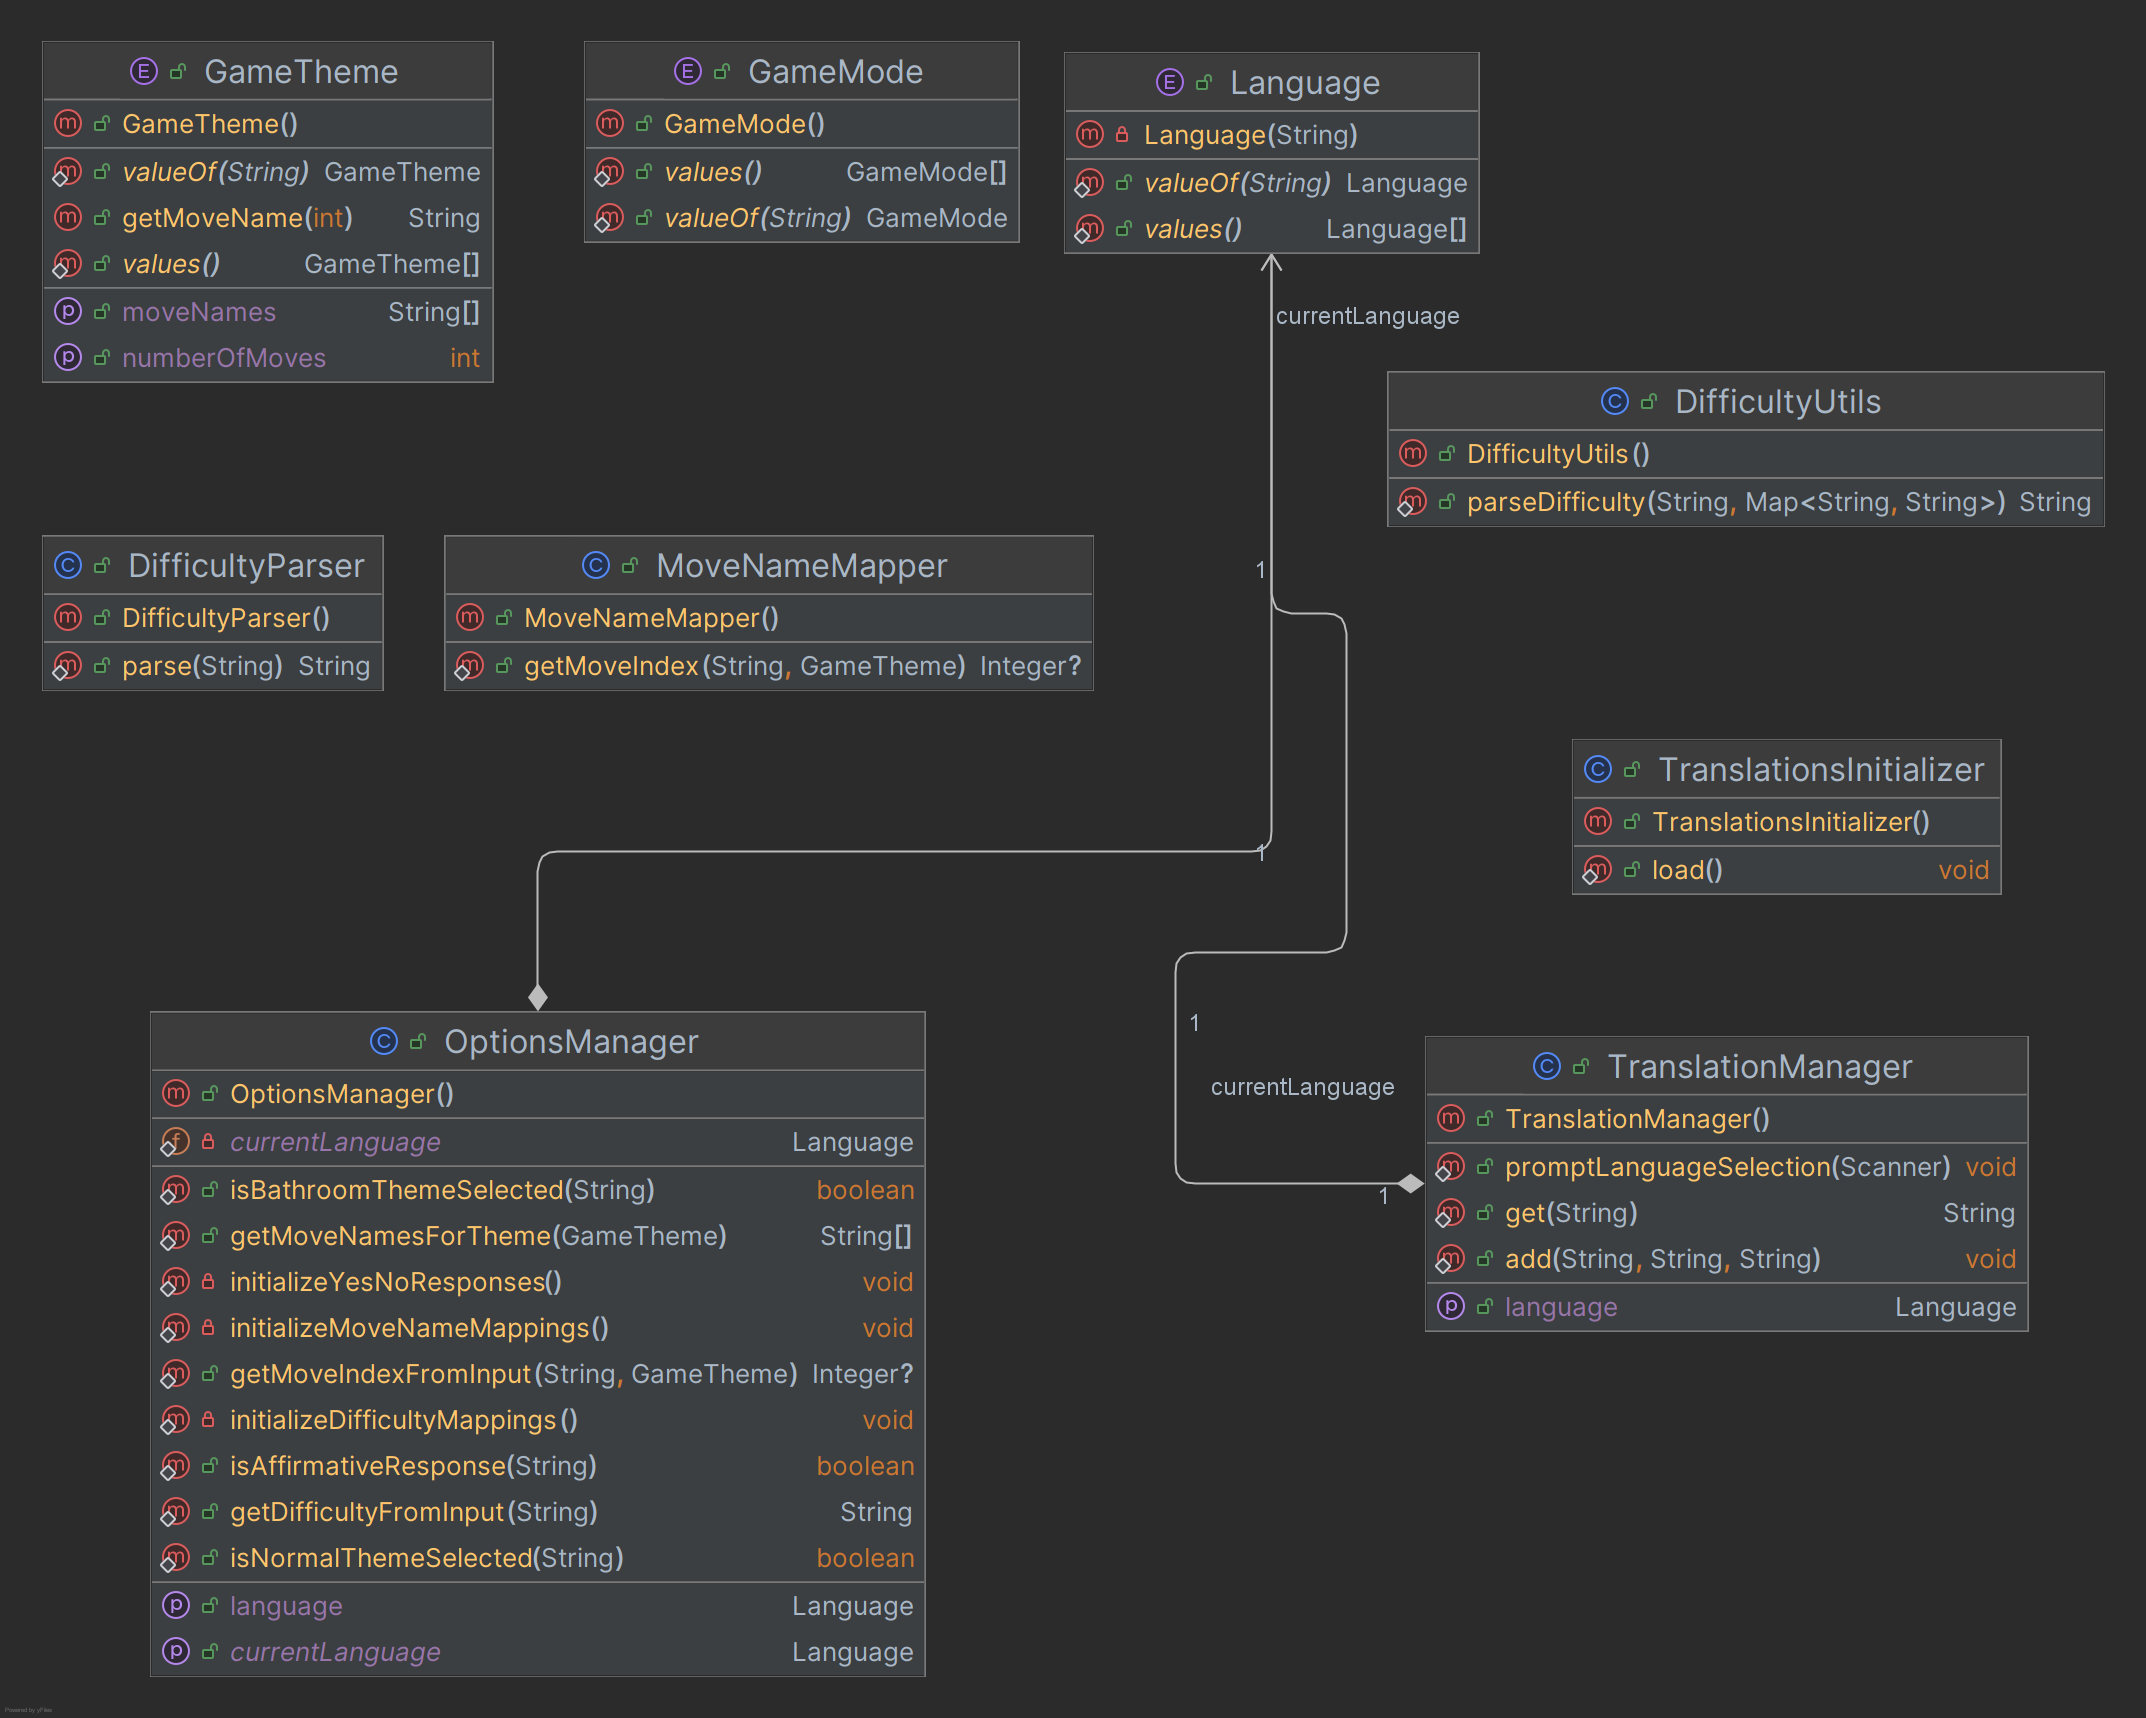 GameTheme
GameTheme()
valueOf(String) GameTheme
getMoveName(int) String
values() GameTheme[]
moveNames String[]
numberOfMoves int
GameMode
GameMode()
values() GameMode[]
valueOf(String) GameMode
Language
Language(String)
valueOf(String) Language
values() Language[]
currentLanguage
DifficultyUtils
DifficultyUtils()
parseDifficulty(String, Map<String, String>) String
DifficultyParser
DifficultyParser()
parse(String) String
MoveNameMapper
MoveNameMapper()
getMoveIndex(String, GameTheme) Integer?
1
TranslationsInitializer
TranslationsInitializer()
load() void
1
1
currentLanguage
1
OptionsManager
OptionsManager()
currentLanguage Language
isBathroomThemeSelected(String) boolean
getMoveNamesForTheme(GameTheme) String[]
initializeYesNoResponses() void
initializeMoveNameMappings() void
getMoveIndexFromInput(String, GameTheme) Integer?
initializeDifficultyMappings() void
isAffirmativeResponse(String) boolean
getDifficultyFromInput(String) String
isNormalThemeSelected(String) boolean
language Language
currentLanguage Language
TranslationManager
TranslationManager()
promptLanguageSelection(Scanner) void
get(String) String
add(String, String, String) void
language Language
Powered by yFiles